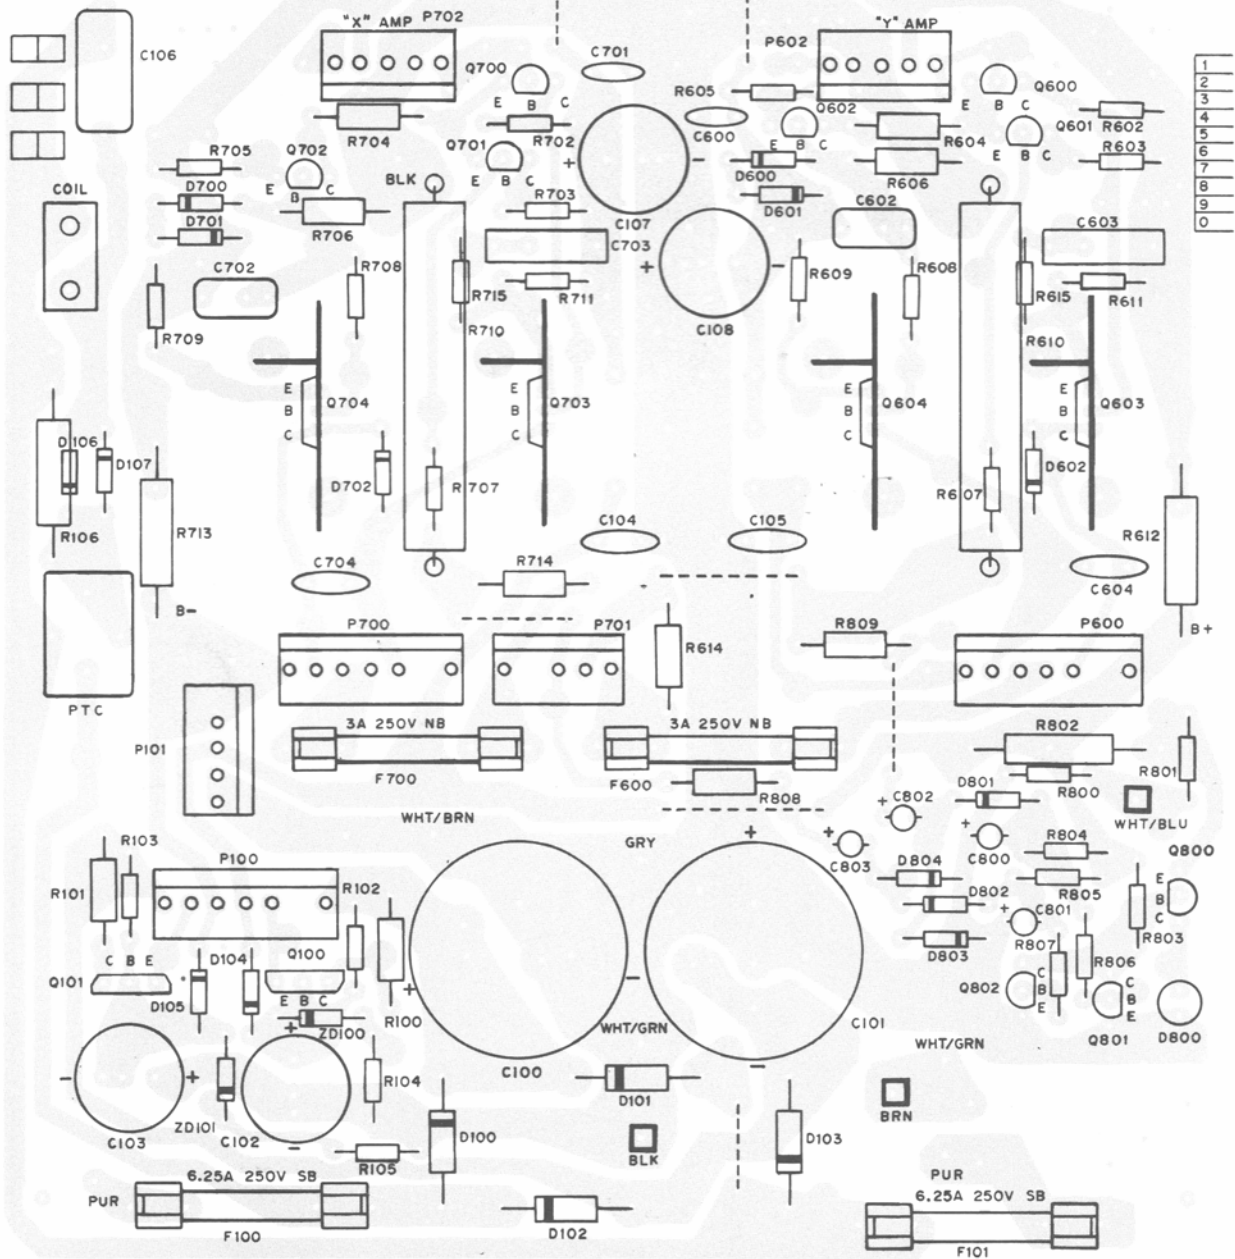 "X" AMP P702
"Y" AMP
C106
Q700
C701
P602
Q600
1
2
3
4
5
6
7
8
9
0
E B C
R605
Q602
E B C
R704
R702
C600
R604
Q601 R602
R705
Q702
Q701
E B C
R603
D700
E B C
BLK
E B C
D600
R606
E B C
COIL
D701
R703
D601
C602
C603
R706
C107
C703
C702
R708
R609
R608
R715
R711
R615
R611
R709
R710
C108
R610
E
B
C
Q704
E
B
C
Q703
E
B
C
Q604
E
B
C
Q603
D106
D107
D702
R707
D602
R607
R106
R713
C104
C105
R612
C704
R714
C604
B-
B+
P700
P701
R614
R809
P600
PTC
P101
3A 250V NB
3A 250V NB
R802
F700
F600
R808
D801
R800
R801
C802
WHT/BRN
WHT/BLU
GRY
C803
C800
R804
Q800
R103
P100
R102
R101
D804
D802
R805
E
B
C
C801
R803
C B E
D104
Q100
D803
R807
R806
Q101
D105
E B C
ZD100
R100
Q802
C
B
E
C
B
E
WHT/GRN
C101
Q801
D800
WHT/GRN
C100
R104
D101
C103
ZD101
C102
BRN
R105
D100
BLK
D103
PUR
6.25A 250V SB
PUR
6.25A 250V SB
F100
D102
F101